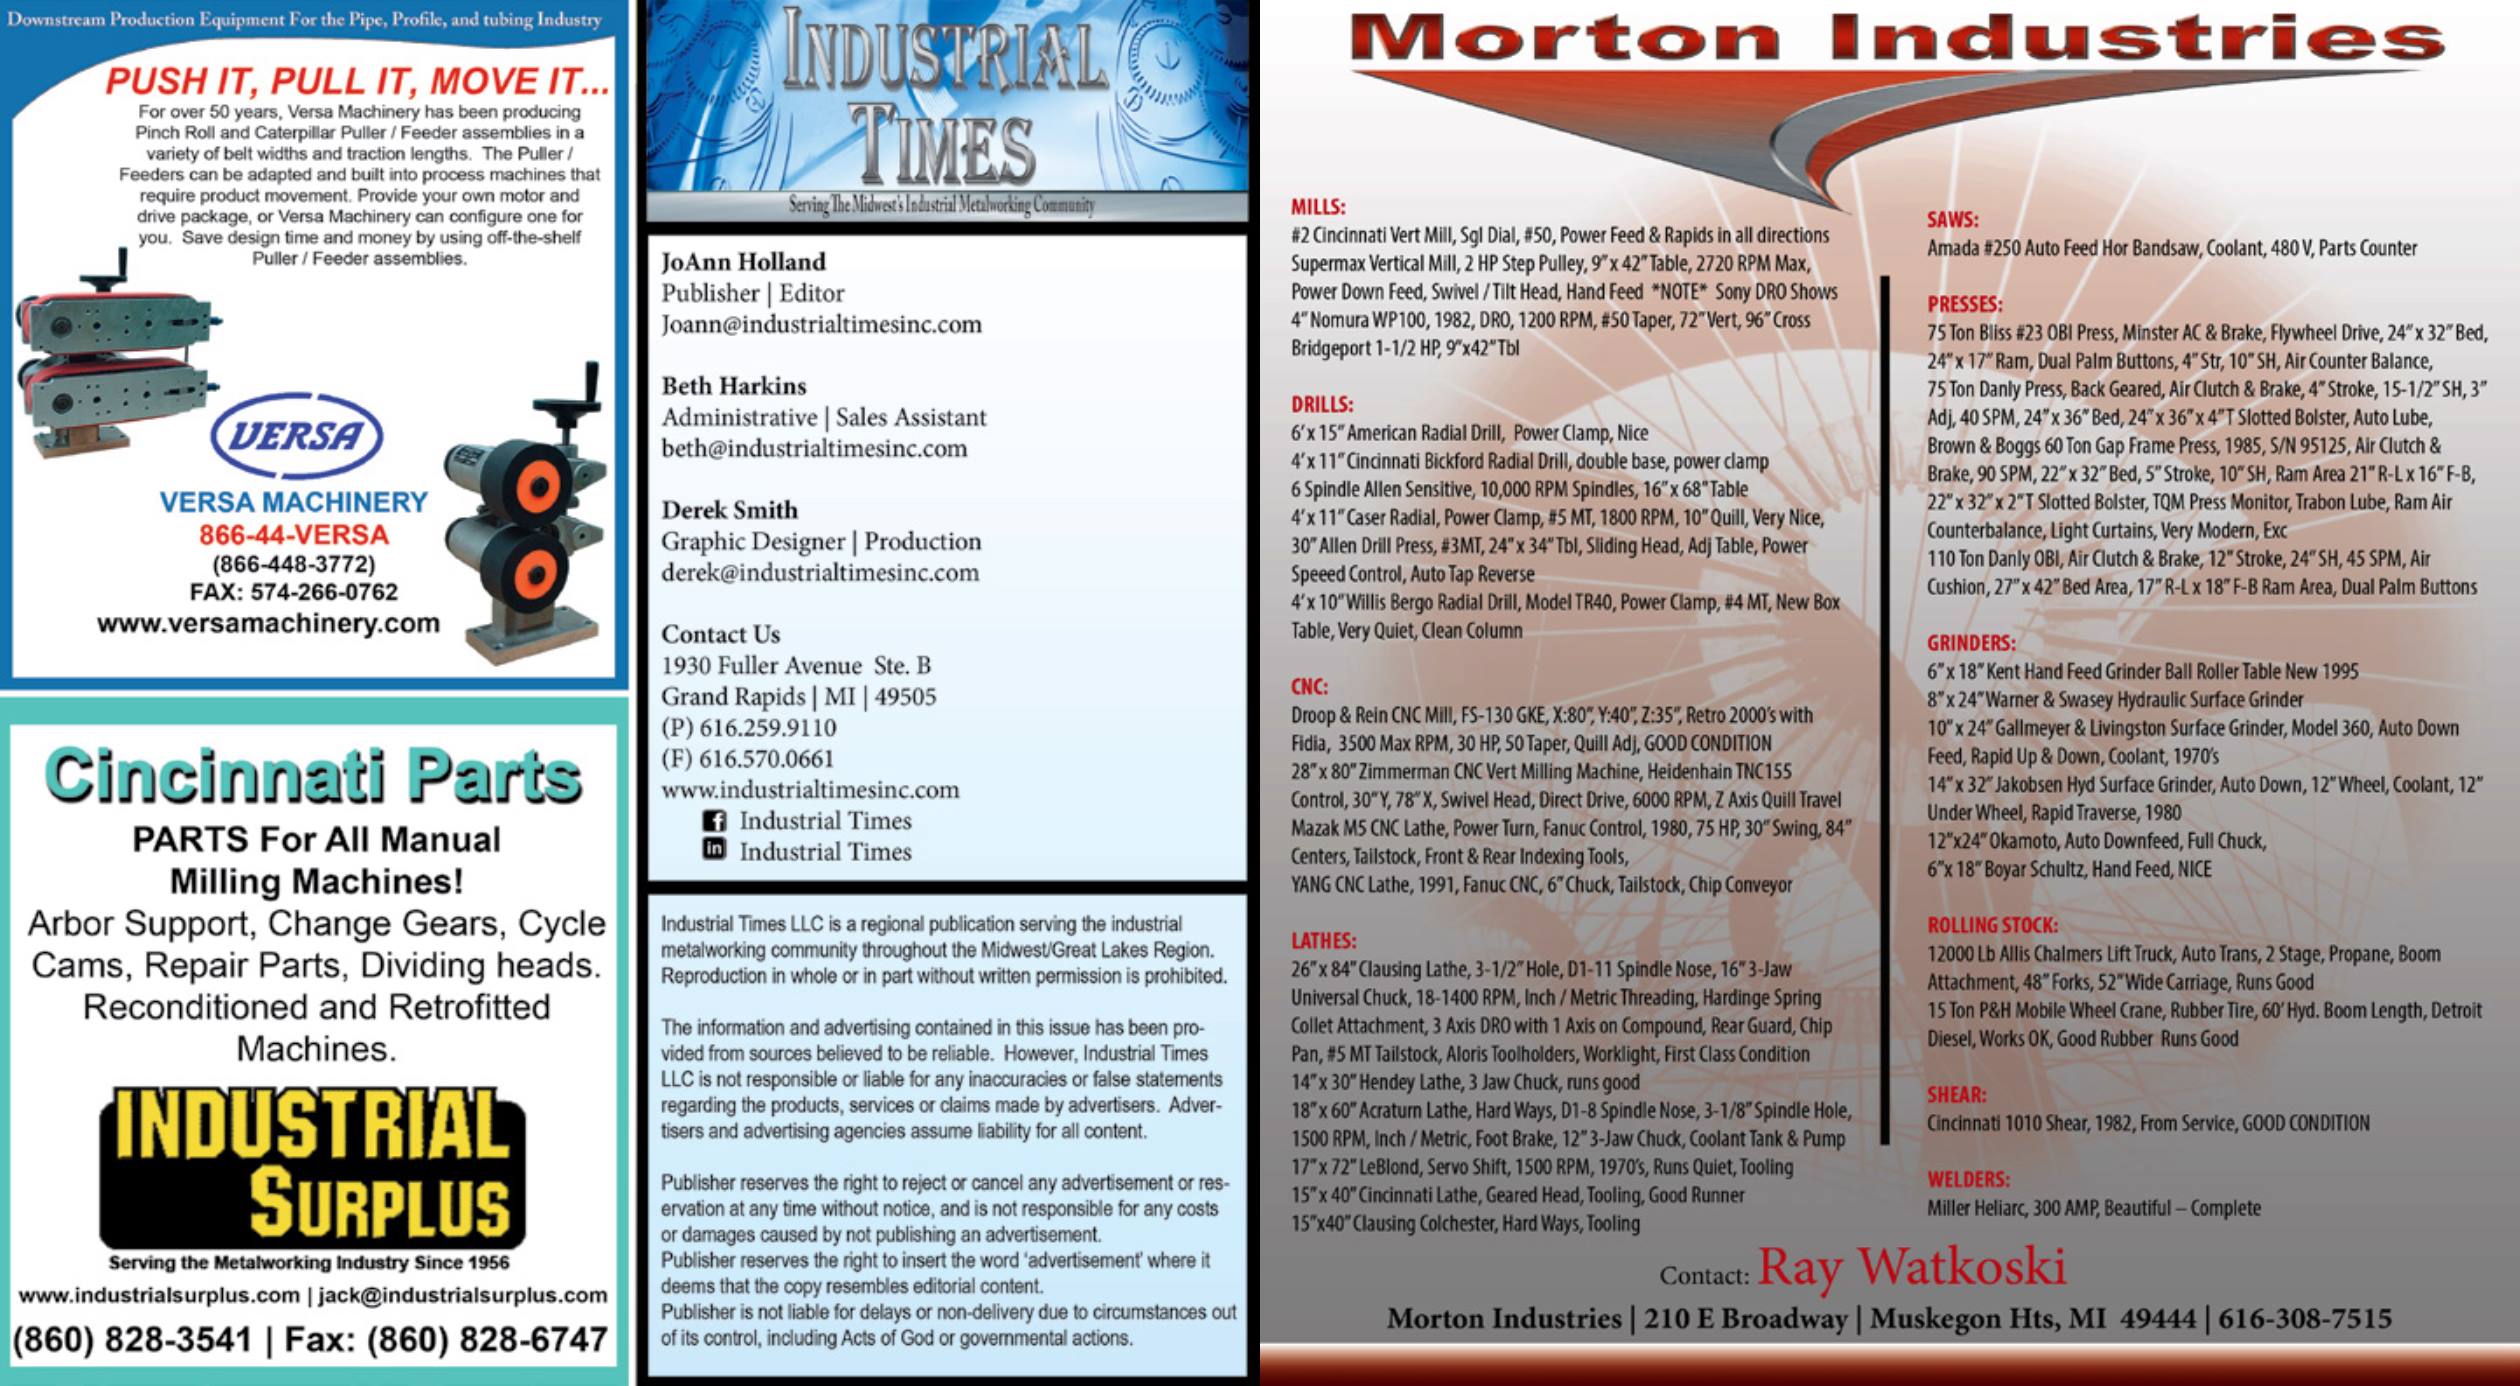 Downstream Production Equipment For the Pipe, Profile, and tubing Industry
PUSH IT, PULL IT, MOVE IT...
For over 50 years, Versa Machinery has been producing
Pinch Roll and Caterpillar Puller / Feeder assemblies in a
variety of belt widths and traction lengths. The Puller /
Feeders can be adapted and built into process machines that
require product movement. Provide your own motor and
drive package, or Versa Machinery can configure one for
you. Save design time and money by using off-the-shelf
Puller / Feeder assemblies.
VERSA
VERSA MACHINERY
866-44-VERSA
(866-448-3772)
FAX: 574-266-0762
www.versamachinery.com
Cincinnati Parts
PARTS For All Manual
Milling Machines!
Arbor Support, Change Gears, Cycle
Cams, Repair Parts, Dividing heads.
Reconditioned and Retrofitted
Machines.
INDUSTRIAL
SURPLUS
Serving the Metalworking Industry Since 1956
www.industrialsurplus.com | jack@industrialsurplus.com
(860) 828-3541 | Fax: (860) 828-6747
INDUSTRIAL
TIMES
Serving The Midwest's Industrial Metalworking Community
JoAnn Holland
Publisher | Editor
Joann@industrialtimesinc.com
Beth Harkins
Administrative | Sales Assistant
beth@industrialtimesinc.com
Derek Smith
Graphic Designer | Production
derek@industrialtimesinc.com
Contact Us
1930 Fuller Avenue Ste. B
Grand Rapids | MI | 49505
(P) 616.259.9110
(F) 616.570.0661
www.industrialtimesinc.com
f Industrial Times
in Industrial Times
Industrial Times LLC is a regional publication serving the industrial
metalworking community throughout the Midwest/Great Lakes Region.
Reproduction in whole or in part without written permission is prohibited.
The information and advertising contained in this issue has been pro-
vided from sources believed to be reliable. However, Industrial Times
LLC is not responsible or liable for any inaccuracies or false statements
regarding the products, services or claims made by advertisers. Adver-
tisers and advertising agencies assume liability for all content.
Publisher reserves the right to reject or cancel any advertisement or res-
ervation at any time without notice, and is not responsible for any costs
or damages caused by not publishing an advertisement.
Publisher reserves the right to insert the word 'advertisement' where it
deems that the copy resembles editorial content.
Publisher is not liable for delays or non-delivery due to circumstances out
of its control, including Acts of God or governmental actions.
Morton Industries
MILLS:
#2 Cincinnati Vert Mill, Sgl Dial, #50, Power Feed & Rapids in all directions
Supermax Vertical Mill, 2 HP Step Pulley, 9" x 42" Table, 2720 RPM Max,
Power Down Feed, Swivel / Tilt Head, Hand Feed *NOTE* Sony DRO Shows
4" Nomura WP100, 1982, DRO, 1200 RPM, #50 Taper, 72" Vert, 96" Cross
Bridgeport 1-1/2 HP, 9"x42" Tbl
DRILLS:
6' x 15" American Radial Drill, Power Clamp, Nice
4' x 11" Cincinnati Bickford Radial Drill, double base, power clamp
6 Spindle Allen Sensitive, 10,000 RPM Spindles, 16" x 68" Table
4' x 11" Caser Radial, Power Clamp, #5 MT, 1800 RPM, 10" Quill, Very Nice,
30" Allen Drill Press, #3MT, 24" x 34" Tbl, Sliding Head, Adj Table, Power
Speeed Control, Auto Tap Reverse
4' x 10" Willis Bergo Radial Drill, Model TR40, Power Clamp, #4 MT, New Box
Table, Very Quiet, Clean Column
CNC:
Droop & Rein CNC Mill, FS-130 GKE, X:80", Y:40", Z:35", Retro 2000's with
Fidia, 3500 Max RPM, 30 HP, 50 Taper, Quill Adj, GOOD CONDITION
28" x 80" Zimmerman CNC Vert Milling Machine, Heidenhain TNC155
Control, 30" Y, 78" X, Swivel Head, Direct Drive, 6000 RPM, Z Axis Quill Travel
Mazak M5 CNC Lathe, Power Turn, Fanuc Control, 1980, 75 HP, 30" Swing, 84"
Centers, Tailstock, Front & Rear Indexing Tools,
YANG CNC Lathe, 1991, Fanuc CNC, 6" Chuck, Tailstock, Chip Conveyor
LATHES:
26" x 84" Clausing Lathe, 3-1/2" Hole, D1-11 Spindle Nose, 16" 3-Jaw
Universal Chuck, 18-1400 RPM, Inch / Metric Threading, Hardinge Spring
Collet Attachment, 3 Axis DRO with 1 Axis on Compound, Rear Guard, Chip
Pan, #5 MT Tailstock, Aloris Toolholders, Worklight, First Class Condition
14" x 30" Hendey Lathe, 3 Jaw Chuck, runs good
18" x 60" Acraturn Lathe, Hard Ways, D1-8 Spindle Nose, 3-1/8" Spindle Hole,
1500 RPM, Inch / Metric, Foot Brake, 12" 3-Jaw Chuck, Coolant Tank & Pump
17" x 72" LeBlond, Servo Shift, 1500 RPM, 1970's, Runs Quiet, Tooling
15" x 40" Cincinnati Lathe, Geared Head, Tooling, Good Runner
15"x40" Clausing Colchester, Hard Ways, Tooling
SAWS:
Amada #250 Auto Feed Hor Bandsaw, Coolant, 480 V, Parts Counter
PRESSES:
75 Ton Bliss #23 OBI Press, Minster AC & Brake, Flywheel Drive, 24" x 32" Bed,
24" x 17" Ram, Dual Palm Buttons, 4" Str, 10" SH, Air Counter Balance,
75 Ton Danly Press, Back Geared, Air Clutch & Brake, 4" Stroke, 15-1/2" SH, 3"
Adj, 40 SPM, 24" x 36" Bed, 24" x 36" x 4" T Slotted Bolster, Auto Lube,
Brown & Boggs 60 Ton Gap Frame Press, 1985, S/N 95125, Air Clutch &
Brake, 90 SPM, 22" x 32" Bed, 5" Stroke, 10" SH, Ram Area 21" R-L x 16" F-B,
22" x 32" x 2" T Slotted Bolster, TQM Press Monitor, Trabon Lube, Ram Air
Counterbalance, Light Curtains, Very Modern, Exc
110 Ton Danly OBI, Air Clutch & Brake, 12" Stroke, 24" SH, 45 SPM, Air
Cushion, 27" x 42" Bed Area, 17" R-L x 18" F-B Ram Area, Dual Palm Buttons
GRINDERS:
6" x 18" Kent Hand Feed Grinder Ball Roller Table New 1995
8" x 24" Warner & Swasey Hydraulic Surface Grinder
10" x 24" Gallmeyer & Livingston Surface Grinder, Model 360, Auto Down
Feed, Rapid Up & Down, Coolant, 1970's
14" x 32" Jakobsen Hyd Surface Grinder, Auto Down, 12" Wheel, Coolant, 12"
Under Wheel, Rapid Traverse, 1980
12"x24" Okamoto, Auto Downfeed, Full Chuck,
6"x 18" Boyar Schultz, Hand Feed, NICE
ROLLING STOCK:
12000 Lb Allis Chalmers Lift Truck, Auto Trans, 2 Stage, Propane, Boom
Attachment, 48" Forks, 52" Wide Carriage, Runs Good
15 Ton P&H Mobile Wheel Crane, Rubber Tire, 60' Hyd. Boom Length, Detroit
Diesel, Works OK, Good Rubber Runs Good
SHEAR:
Cincinnati 1010 Shear, 1982, From Service, GOOD CONDITION
WELDERS:
Miller Heliarc, 300 AMP, Beautiful – Complete
Contact: Ray Watkoski
Morton Industries | 210 E Broadway | Muskegon Hts, MI 49444 | 616-308-7515